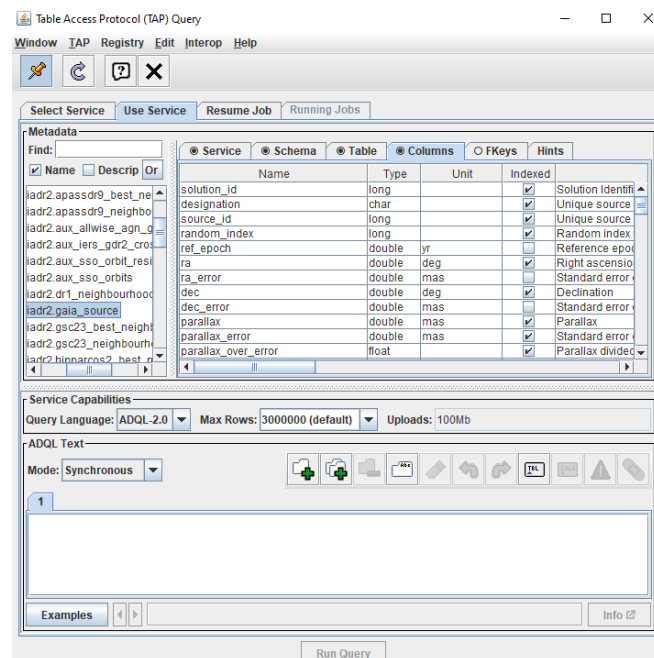 Table Access Protocol (TAP) Query
Window TAP Registry Edit Interop Help
Select Service Use Service Resume Job Running Jobs
Metadata
Find:
Name Descrip Or
Service Schema Table Columns FKeys Hints
Name Type Unit Indexed
iadr2.apassdr9_best_ne
iadr2.apassdr9_neighbo
iadr2.aux_allwise_agn_g
iadr2.aux_iers_gdr2_cros
iadr2.aux_sso_orbit_resi
iadr2.aux_sso_orbits
iadr2.dr1_neighbourhood
iadr2.gaia_source
iadr2.gsc23_best_neighb
iadr2.gsc23_neighbourh
iadr2.hipparcos2_best_n
solution_id long Solution Identifi
designation char Unique source
source_id long Unique source
random_index long Random index
ref_epoch double yr Reference epoc
ra double deg Right ascensio
ra_error double mas Standard error
dec double deg Declination
dec_error double mas Standard error
parallax double mas Parallax
parallax_error double mas Standard error
parallax_over_error float Parallax divided
Service Capabilities
Query Language: ADQL-2.0 Max Rows: 3000000 (default) Uploads: 100Mb
ADQL Text
Mode: Synchronous
ABC
TBL
COLS
1
Examples Info
Run Query